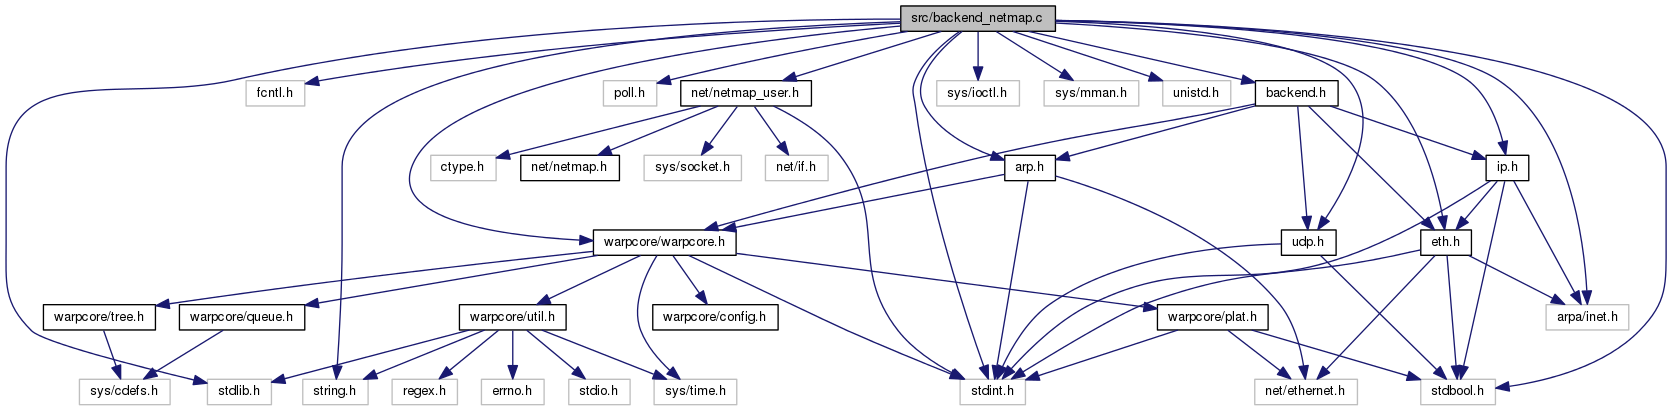 src/backend_netmap.c
fcntl.h
poll.h
net/netmap_user.h
sys/ioctl.h
sys/mman.h
unistd.h
backend.h
ctype.h
net/netmap.h
sys/socket.h
net/if.h
arp.h
ip.h
warpcore/warpcore.h
udp.h
eth.h
warpcore/tree.h
warpcore/queue.h
warpcore/util.h
warpcore/config.h
warpcore/plat.h
arpa/inet.h
sys/cdefs.h
stdlib.h
string.h
regex.h
errno.h
stdio.h
sys/time.h
stdint.h
net/ethernet.h
stdbool.h